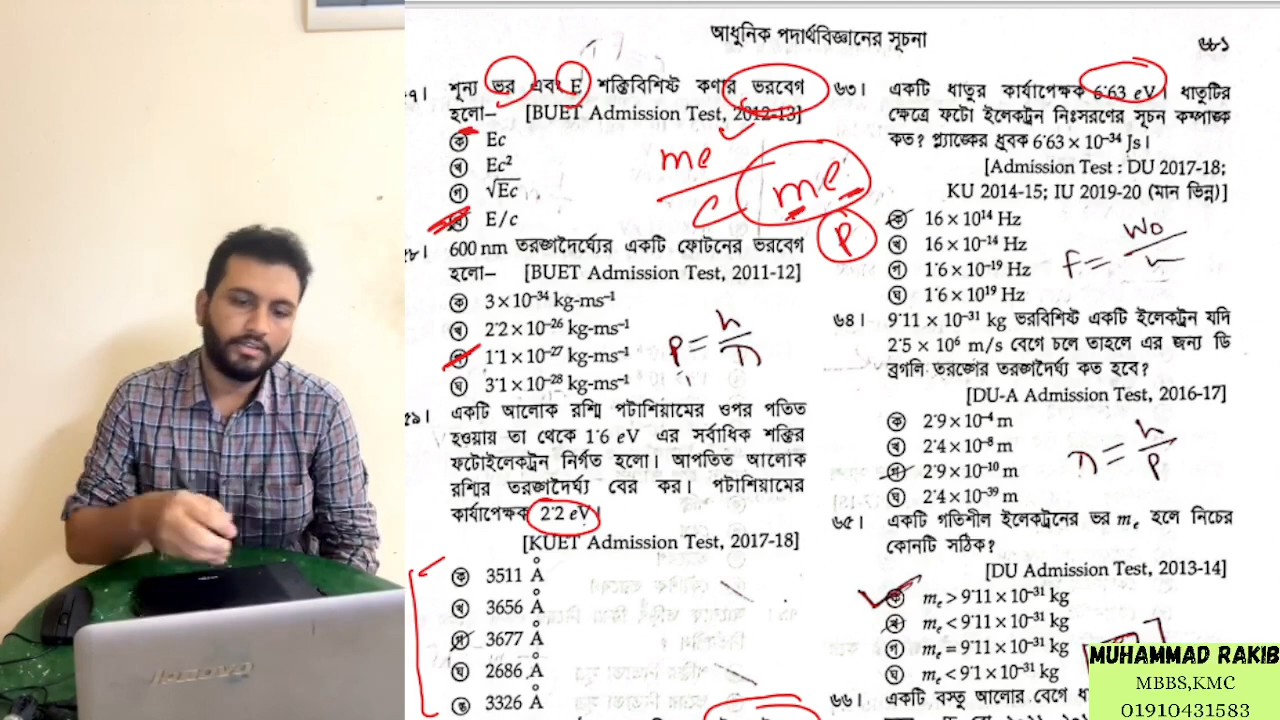 আধুনিক পদার্থবিজ্ঞানের সূচনা
৬৮১
৭। শূন্য ভর এবং E শক্তিবিশিষ্ট কণার ভরবেগ
হলো– [BUET Admission Test, 2012-13]
ক Ec
খ Ec²
গ √Ec
ঘ E/c
me
c
me
p
৫৮। 600 nm তরঙ্গদৈর্ঘ্যের একটি ফোটনের ভরবেগ
হলো– [BUET Admission Test, 2011-12]
ক 3 × 10⁻³⁴ kg-ms⁻¹
খ 2·2 × 10⁻²⁶ kg-ms⁻¹
গ 1·1 × 10⁻²⁷ kg-ms⁻¹
ঘ 3·1 × 10⁻²⁸ kg-ms⁻¹
p = h/λ
৫৯। একটি আলোক রশ্মি পটাশিয়ামের ওপর পতিত
হওয়ায় তা থেকে 1·6 eV এর সর্বাধিক শক্তির
ফটোইলেকট্রন নির্গত হলো। আপতিত আলোক
রশ্মির তরঙ্গদৈর্ঘ্য বের কর। পটাশিয়ামের
কার্যাপেক্ষক 2·2 eV।
[KUET Admission Test, 2017-18]
ক 3511 Å
খ 3656 Å
গ 3677 Å
ঘ 2686 Å
ঙ 3326 Å
৬৩। একটি ধাতুর কার্যাপেক্ষক 6·63 eV। ধাতুটির
ক্ষেত্রে ফটো ইলেকট্রন নিঃসরণের সূচন কম্পাঙ্ক
কত? প্ল্যাঙ্কের ধ্রুবক 6·63 × 10⁻³⁴ Js।
[Admission Test : DU 2017-18;
KU 2014-15; IU 2019-20 (মান ভিন্ন)]
ক 16 × 10¹⁴ Hz
খ 16 × 10⁻¹⁴ Hz
গ 1·6 × 10⁻¹⁹ Hz
ঘ 1·6 × 10¹⁹ Hz
f = W0/h
৬৪। 9·11 × 10⁻³¹ kg ভরবিশিষ্ট একটি ইলেকট্রন যদি
2·5 × 10⁶ m/s বেগে চলে তাহলে এর জন্য ডি
ব্রগলি তরঙ্গের তরঙ্গদৈর্ঘ্য কত হবে?
[DU-A Admission Test, 2016-17]
ক 2·9 × 10⁻⁴ m
খ 2·4 × 10⁻⁸ m
গ 2·9 × 10⁻¹⁰ m
ঘ 2·4 × 10⁻³⁹ m
λ = h/p
৬৫। একটি গতিশীল ইলেকট্রনের ভর mₑ হলে নিচের
কোনটি সঠিক?
[DU Admission Test, 2013-14]
ক mₑ > 9·11 × 10⁻³¹ kg
খ mₑ < 9·11 × 10⁻³¹ kg
গ mₑ = 9·11 × 10⁻³¹ kg
ঘ mₑ < 9·1 × 10⁻³¹ kg
৬৬। একটি বস্তু আলোর বেগে
MUHAMMAD RAKIB
MBBS,KMC
01910431583
lenovo